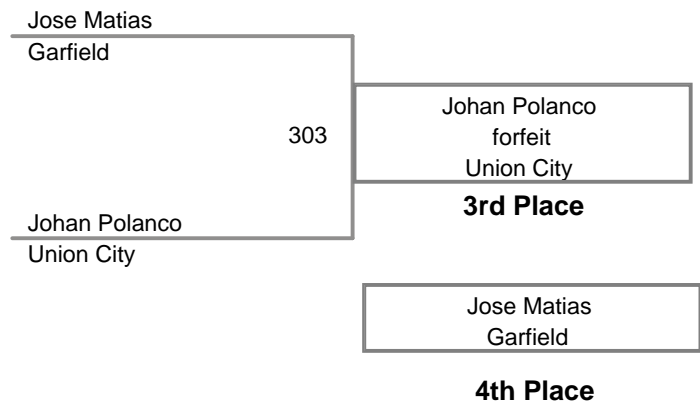 Jose Matias
Garfield
303
Johan Polanco
forfeit
Union City
3rd Place
Johan Polanco
Union City
Jose Matias
Garfield
4th Place